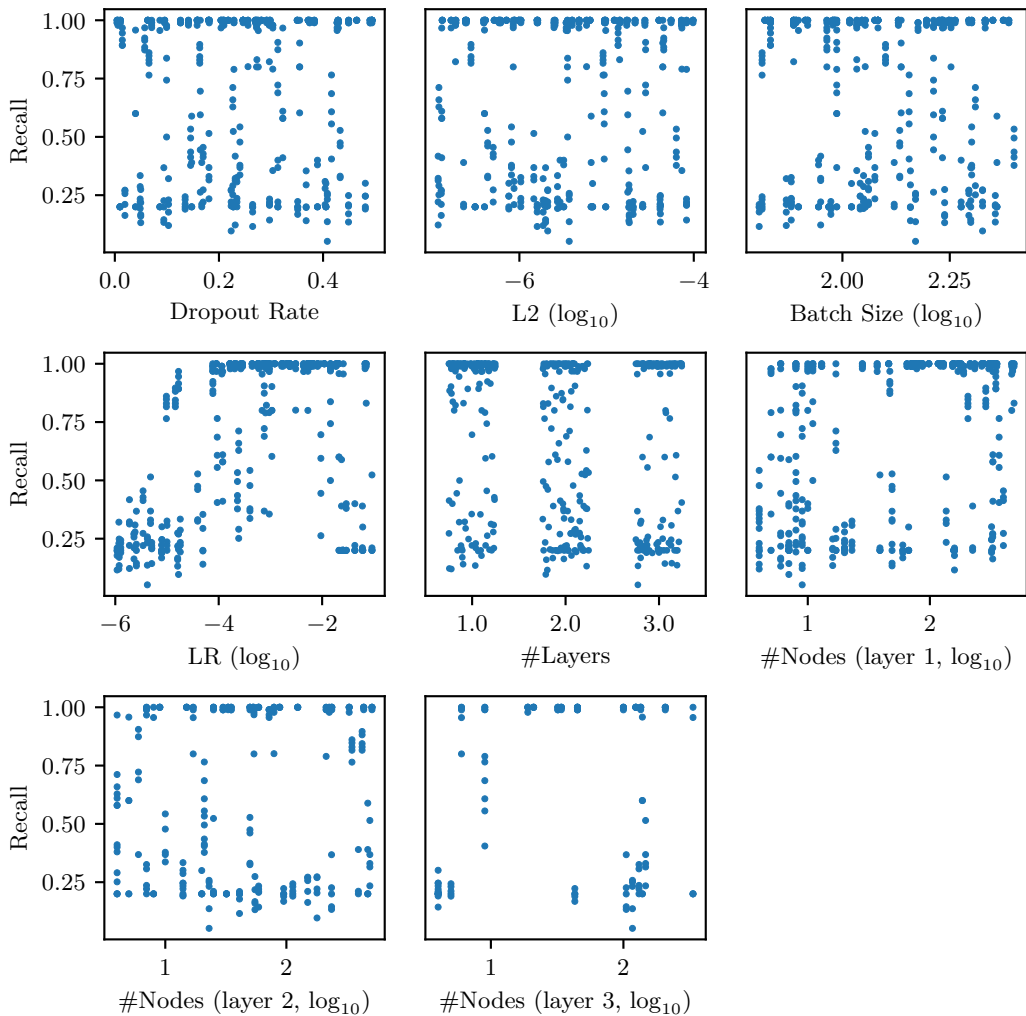 1.00
0.75
0.50
0.25
Recall
0.0 0.2 0.4
Dropout Rate
−6 −4
L2 (log₁₀)
2.00 2.25
Batch Size (log₁₀)
1.00
0.75
0.50
0.25
Recall
−6 −4 −2
LR (log₁₀)
1.0 2.0 3.0
#Layers
1 2
#Nodes (layer 1, log₁₀)
1.00
0.75
0.50
0.25
Recall
1 2
#Nodes (layer 2, log₁₀)
1 2
#Nodes (layer 3, log₁₀)